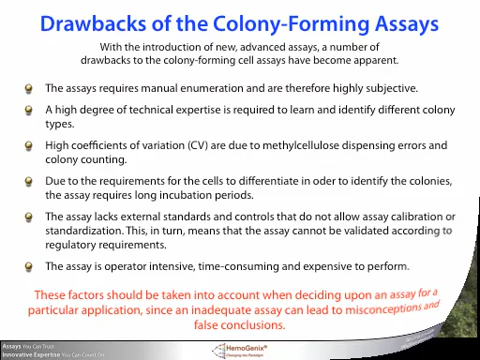 Drawbacks of the Colony-Forming Assays
With the introduction of new, advanced assays, a number of
drawbacks to the colony-forming cell assays have become apparent.
The assays requires manual enumeration and are therefore highly subjective.
A high degree of technical expertise is required to learn and identify different colony
types.
High coefficients of variation (CV) are due to methylcellulose dispensing errors and
colony counting.
Due to the requirements for the cells to differentiate in oder to identify the colonies,
the assay requires long incubation periods.
The assay lacks external standards and controls that do not allow assay calibration or
standardization. This, in turn, means that the assay cannot be validated according to
regulatory requirements.
The assay is operator intensive, time-consuming and expensive to perform.
These factors should be taken into account when deciding upon an assay for a
particular application, since an inadequate assay can lead to misconceptions and
false conclusions.
Assays You Can Trust
Innovative Expertise You Can Count On
HemoGenix®
Changing the Paradigm